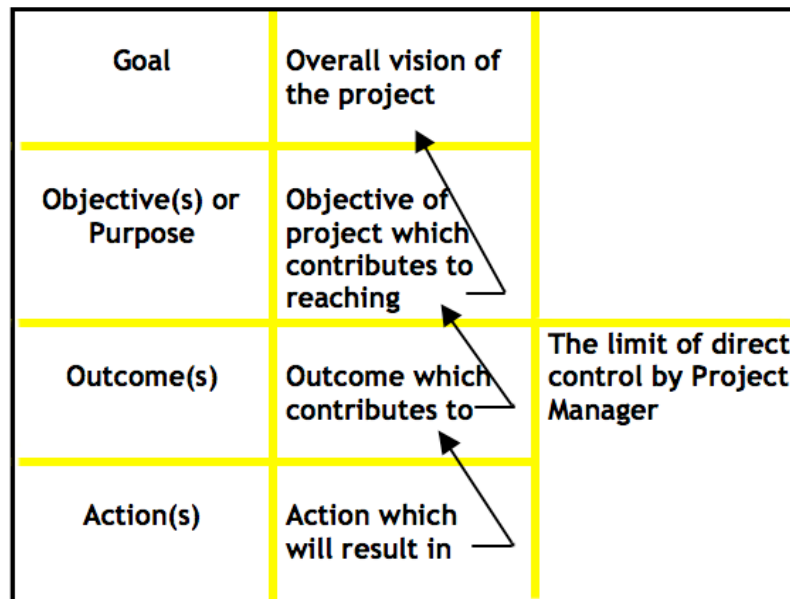 Goal
Overall vision of
the project
Objective(s) or
Purpose
Objective of
project which
contributes to
reaching
Outcome(s)
Outcome which
contributes to
The limit of direct
control by Project
Manager
Action(s)
Action which
will result in